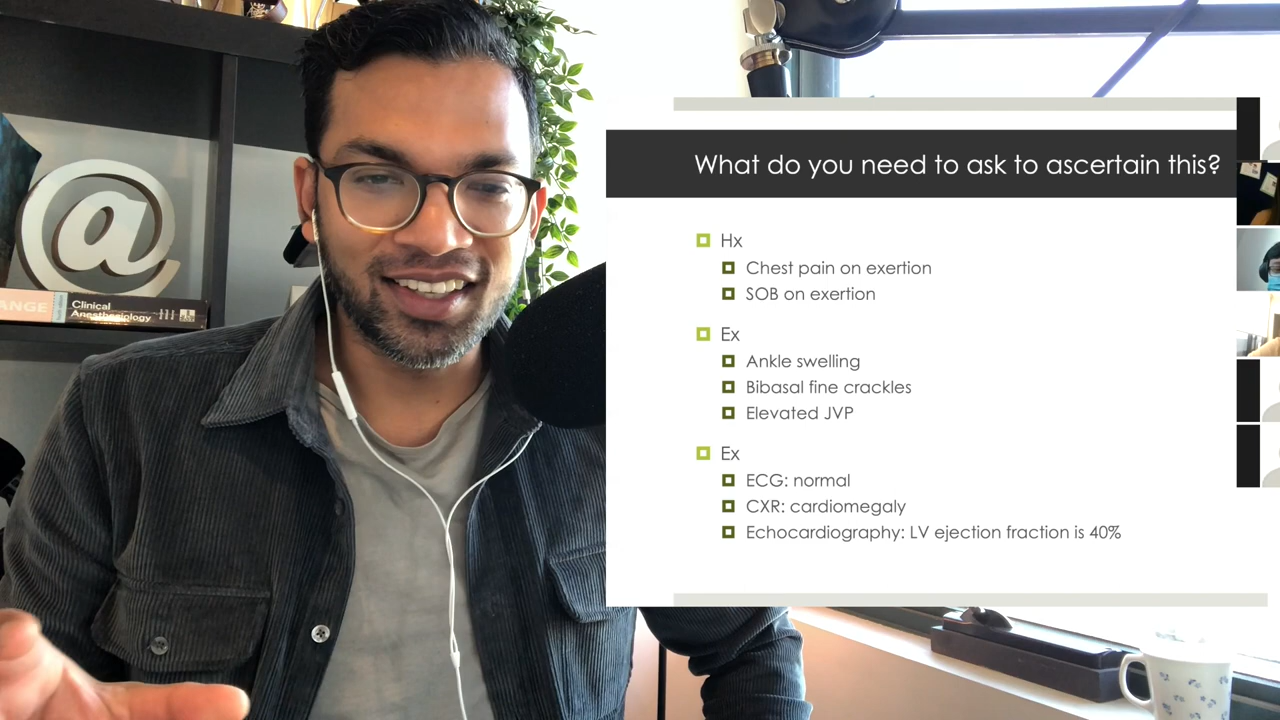 @
ANGE
Clinical
Anesthesiology
What do you need to ask to ascertain this?
Hx
Chest pain on exertion
SOB on exertion
Ex
Ankle swelling
Bibasal fine crackles
Elevated JVP
Ex
ECG: normal
CXR: cardiomegaly
Echocardiography: LV ejection fraction is 40%